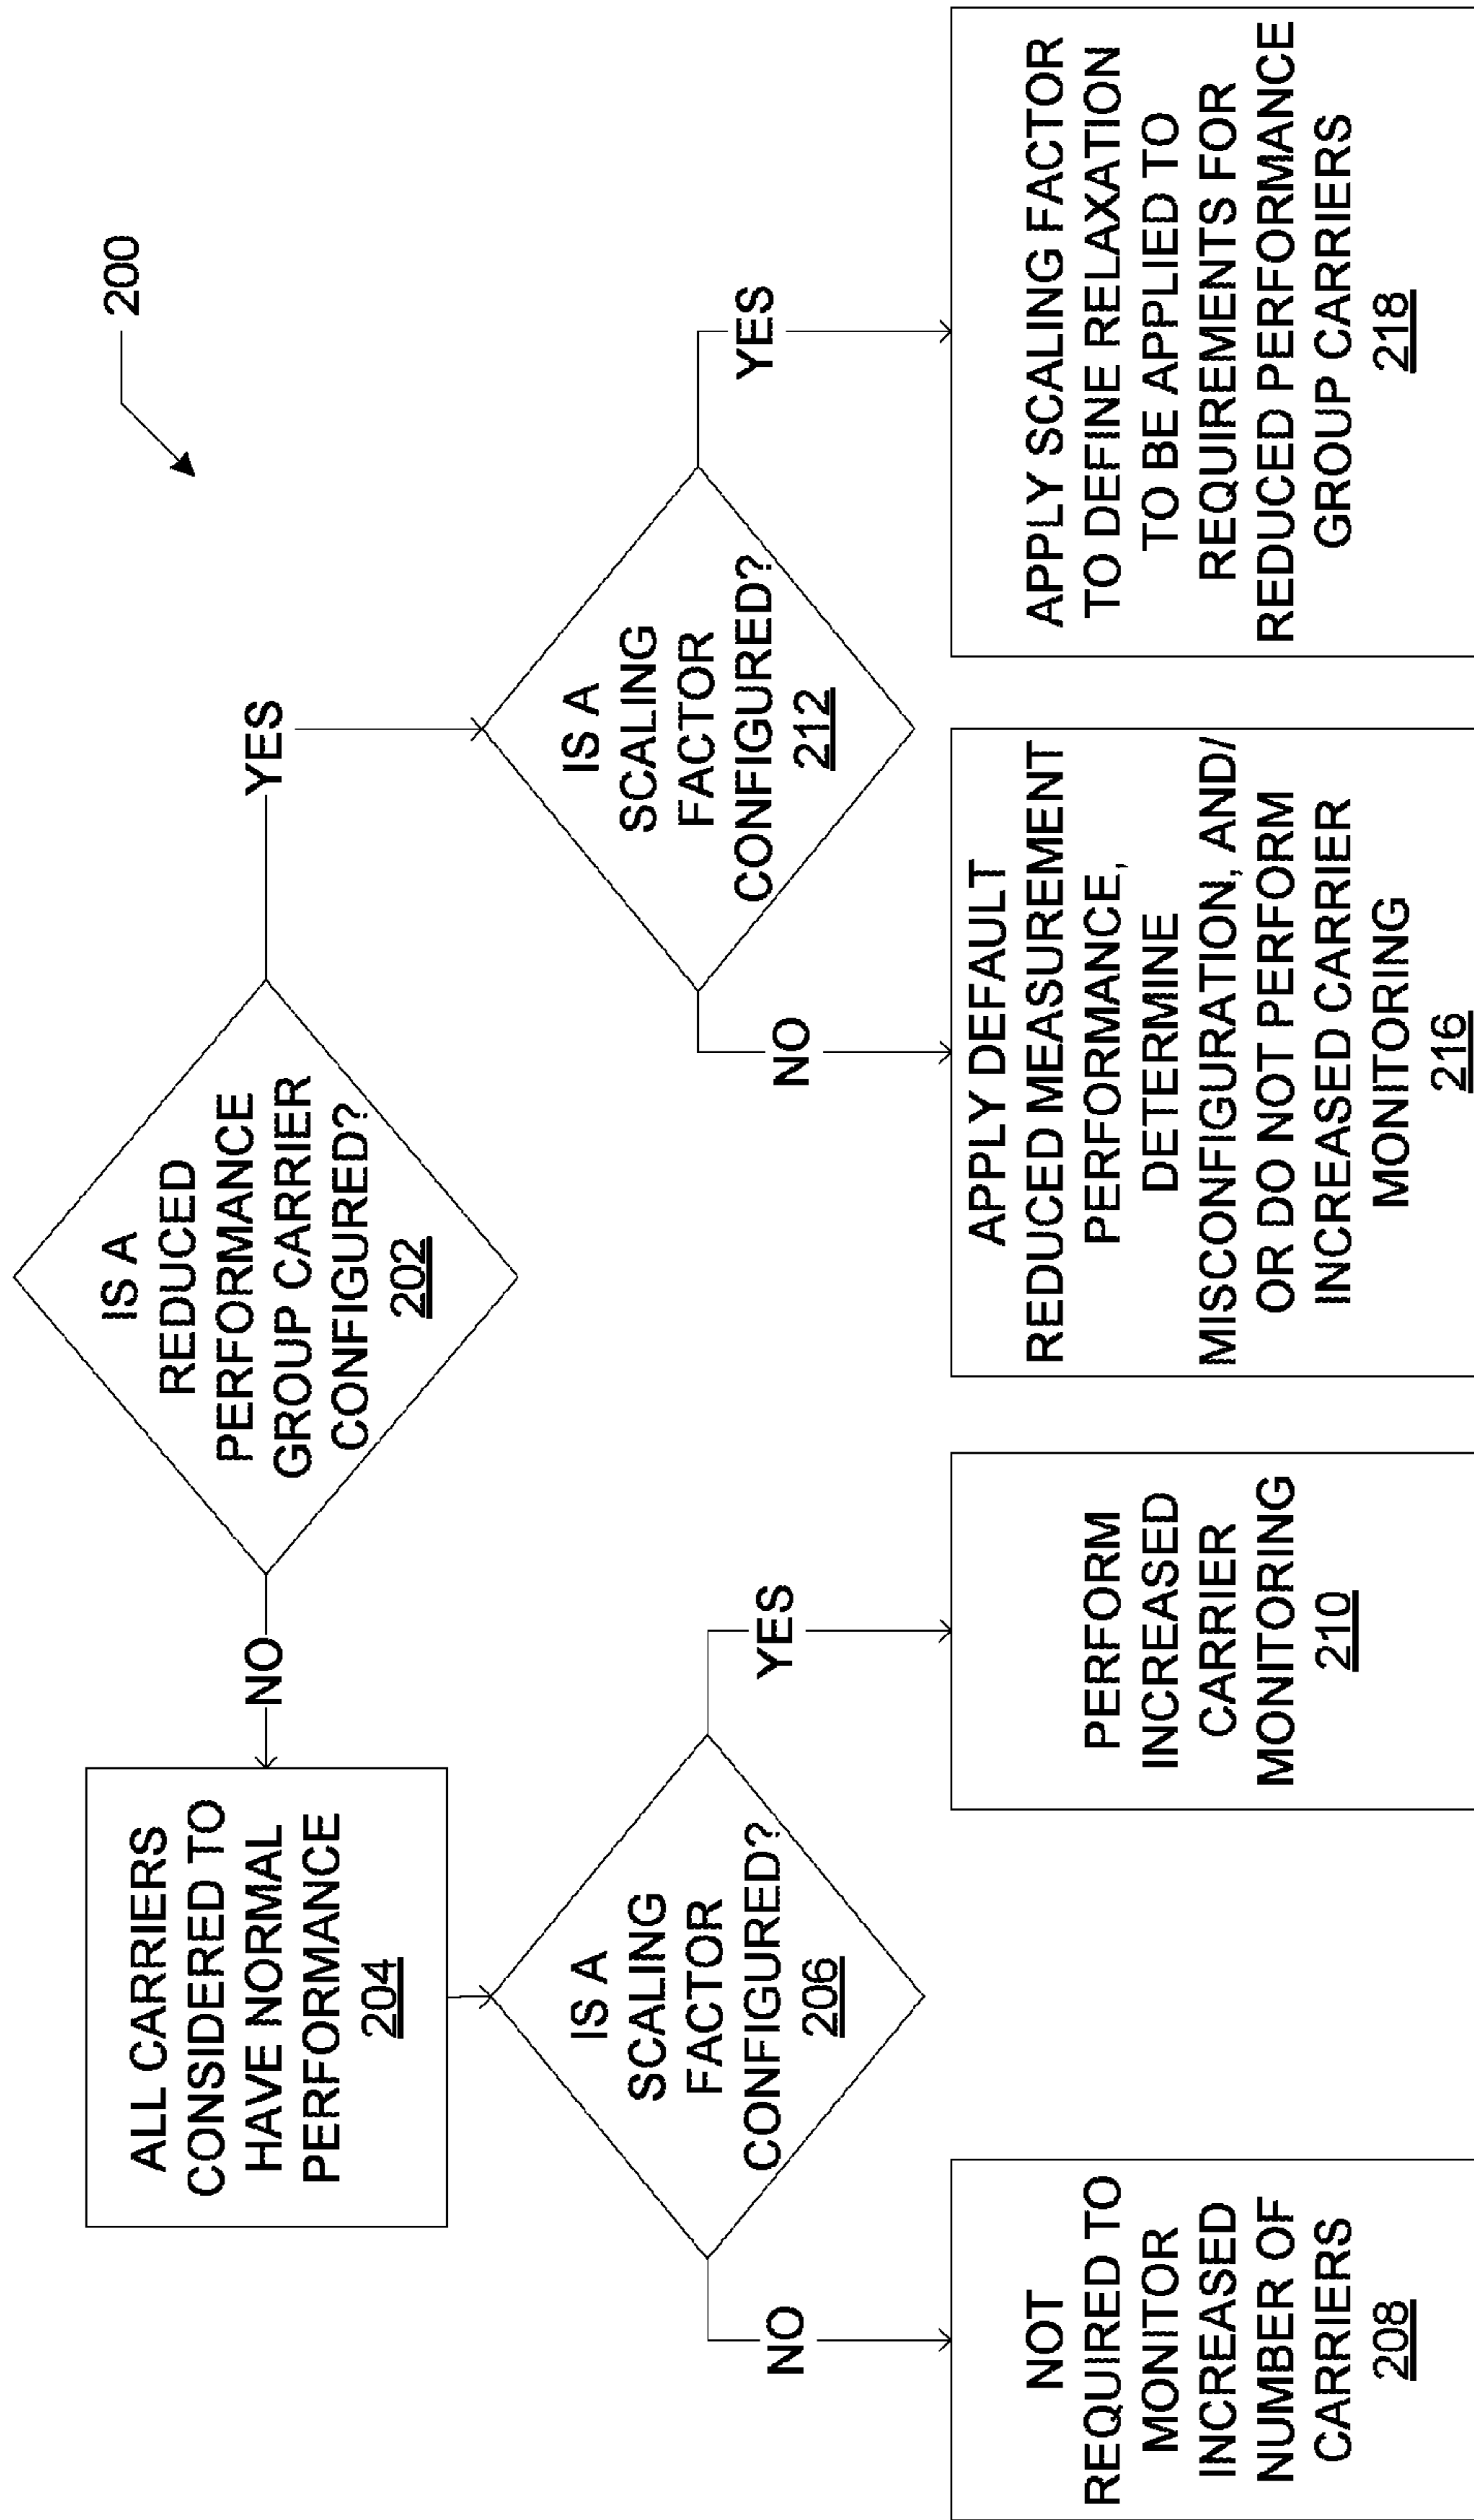 200
IS A
REDUCED
PERFORMANCE
GROUP CARRIER
CONFIGURED?
202
NO
YES
ALL CARRIERS
CONSIDERED TO
HAVE NORMAL
PERFORMANCE
204
IS A
SCALING
FACTOR
CONFIGURED?
206
NO
YES
IS A
SCALING
FACTOR
CONFIGURED?
212
NO
YES
NOT
REQUIRED TO
MONITOR
INCREASED
NUMBER OF
CARRIERS
208
PERFORM
INCREASED
CARRIER
MONITORING
210
APPLY DEFAULT
REDUCED MEASUREMENT
PERFORMANCE,
DETERMINE
MISCONFIGURATION, AND/
OR DO NOT PERFORM
INCREASED CARRIER
MONITORING
216
APPLY SCALING FACTOR
TO DEFINE RELAXATION
TO BE APPLIED TO
REQUIREMENTS FOR
REDUCED PERFORMANCE
GROUP CARRIERS
218